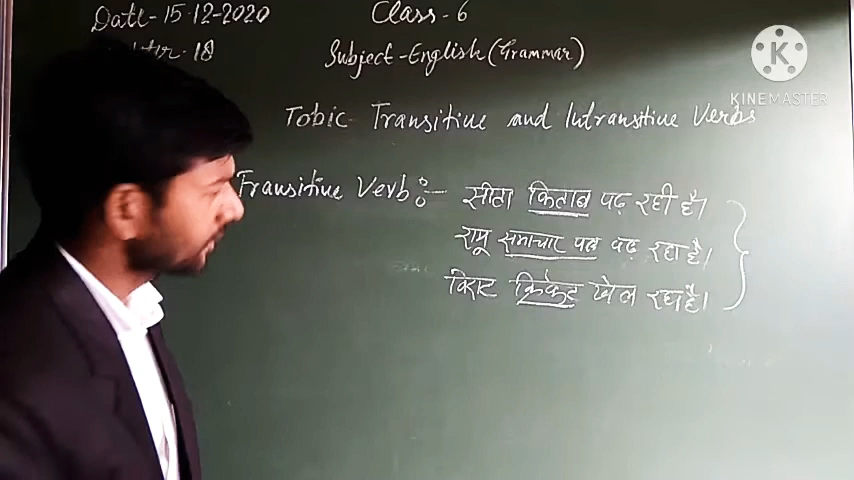 Date-15-12-2020
Class-6
18
Subject-English (Grammar)
KINEMASTER
Tobic Transitive and Intransitive Verbs
Transitive Verb:- सीता किताब पढ़ रही है।
रामू समाचार पत्र पढ़ रहा है।
विराट क्रिकेट खेल रहा है।